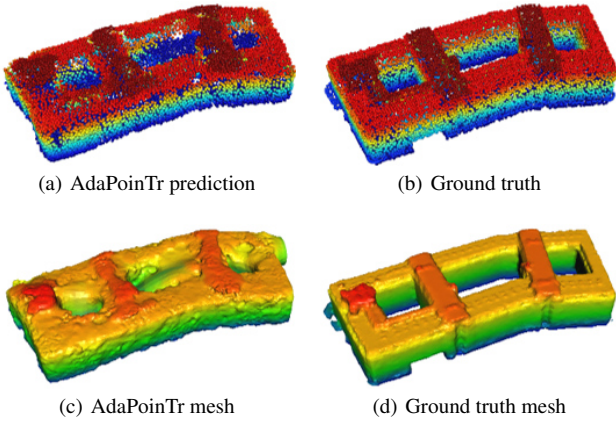 (a) AdaPoinTr prediction
(b) Ground truth
(c) AdaPoinTr mesh
(d) Ground truth mesh